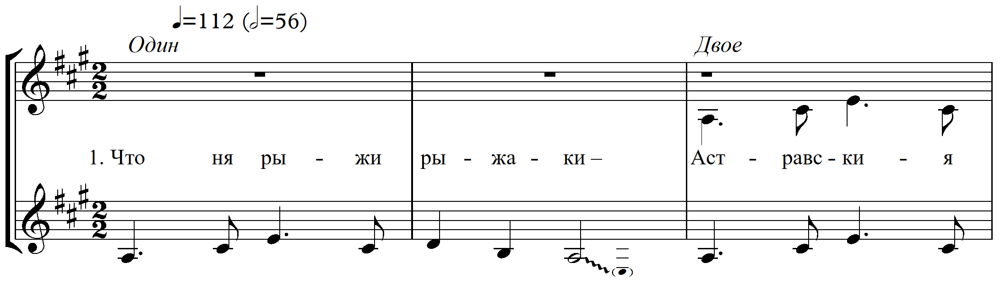 ♩=112 (𝅗𝅥=56)
Один Двое
1. Что ня ры - жи ры - жа - ки – Аст - равс - ки - я